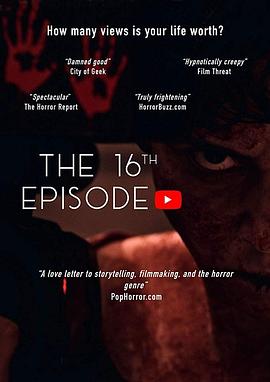 How many views is your life worth?
"Damned good"
City of Geek
"Hypnotically creepy"
Film Threat
"Spectacular"
The Horror Report
"Truly frightening"
HorrorBuzz.com
THE 16TH
EPISODE
"A love letter to storytelling, filmmaking, and the horror
genre"
PopHorror.com